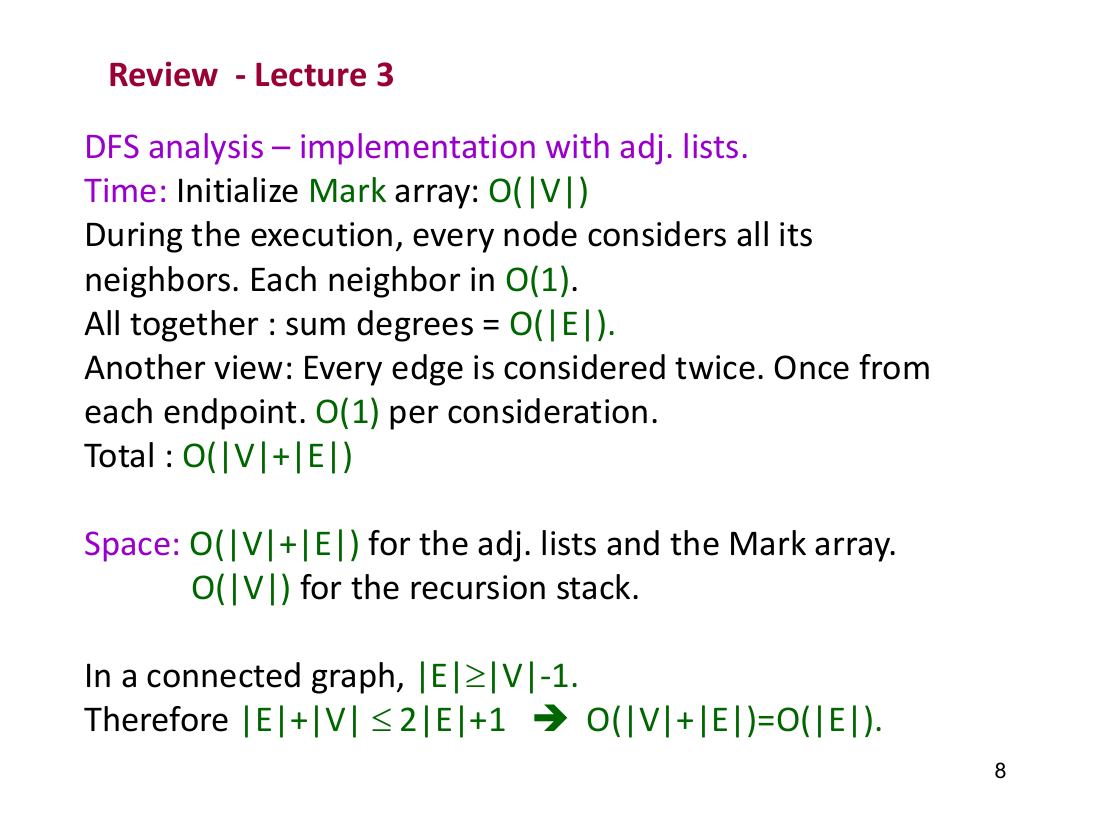 Review - Lecture 3
DFS analysis – implementation with adj. lists.
Time: Initialize Mark array: O(|V|)
During the execution, every node considers all its
neighbors. Each neighbor in O(1).
All together : sum degrees = O(|E|).
Another view: Every edge is considered twice. Once from
each endpoint. O(1) per consideration.
Total : O(|V|+|E|)
Space: O(|V|+|E|) for the adj. lists and the Mark array.
O(|V|) for the recursion stack.
In a connected graph, |E|≥|V|-1.
Therefore |E|+|V| ≤ 2|E|+1 ➔ O(|V|+|E|)=O(|E|).
8